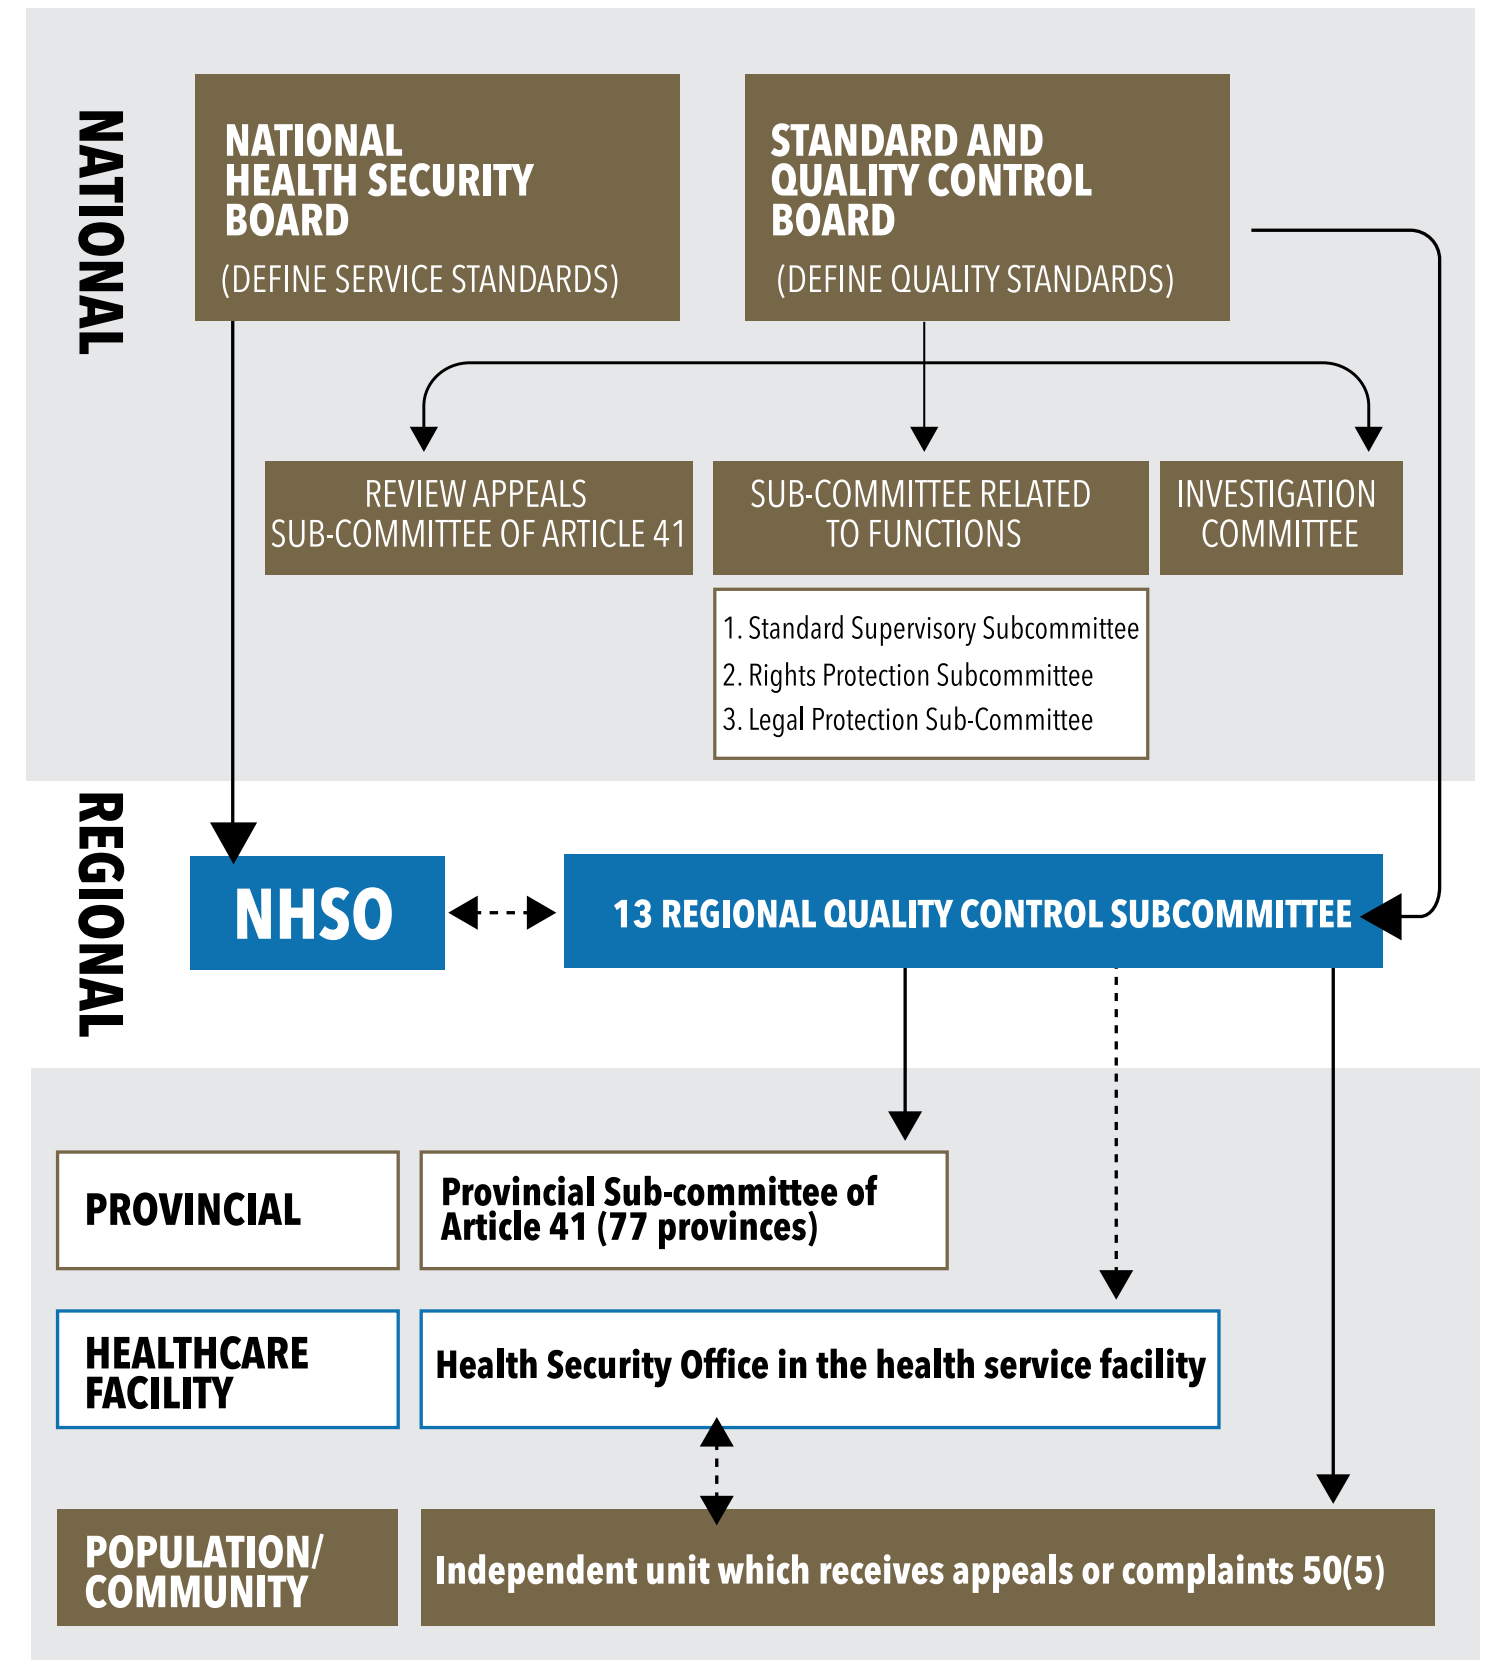 NATIONAL
NATIONAL
HEALTH SECURITY
BOARD
(DEFINE SERVICE STANDARDS)
STANDARD AND
QUALITY CONTROL
BOARD
(DEFINE QUALITY STANDARDS)
REVIEW APPEALS
SUB-COMMITTEE OF ARTICLE 41
SUB-COMMITTEE RELATED
TO FUNCTIONS
INVESTIGATION
COMMITTEE
1. Standard Supervisory Subcommittee
2. Rights Protection Subcommittee
3. Legal Protection Sub-Committee
REGIONAL
NHSO
13 REGIONAL QUALITY CONTROL SUBCOMMITTEE
PROVINCIAL
Provincial Sub-committee of
Article 41 (77 provinces)
HEALTHCARE
FACILITY
Health Security Office in the health service facility
POPULATION/
COMMUNITY
Independent unit which receives appeals or complaints 50(5)